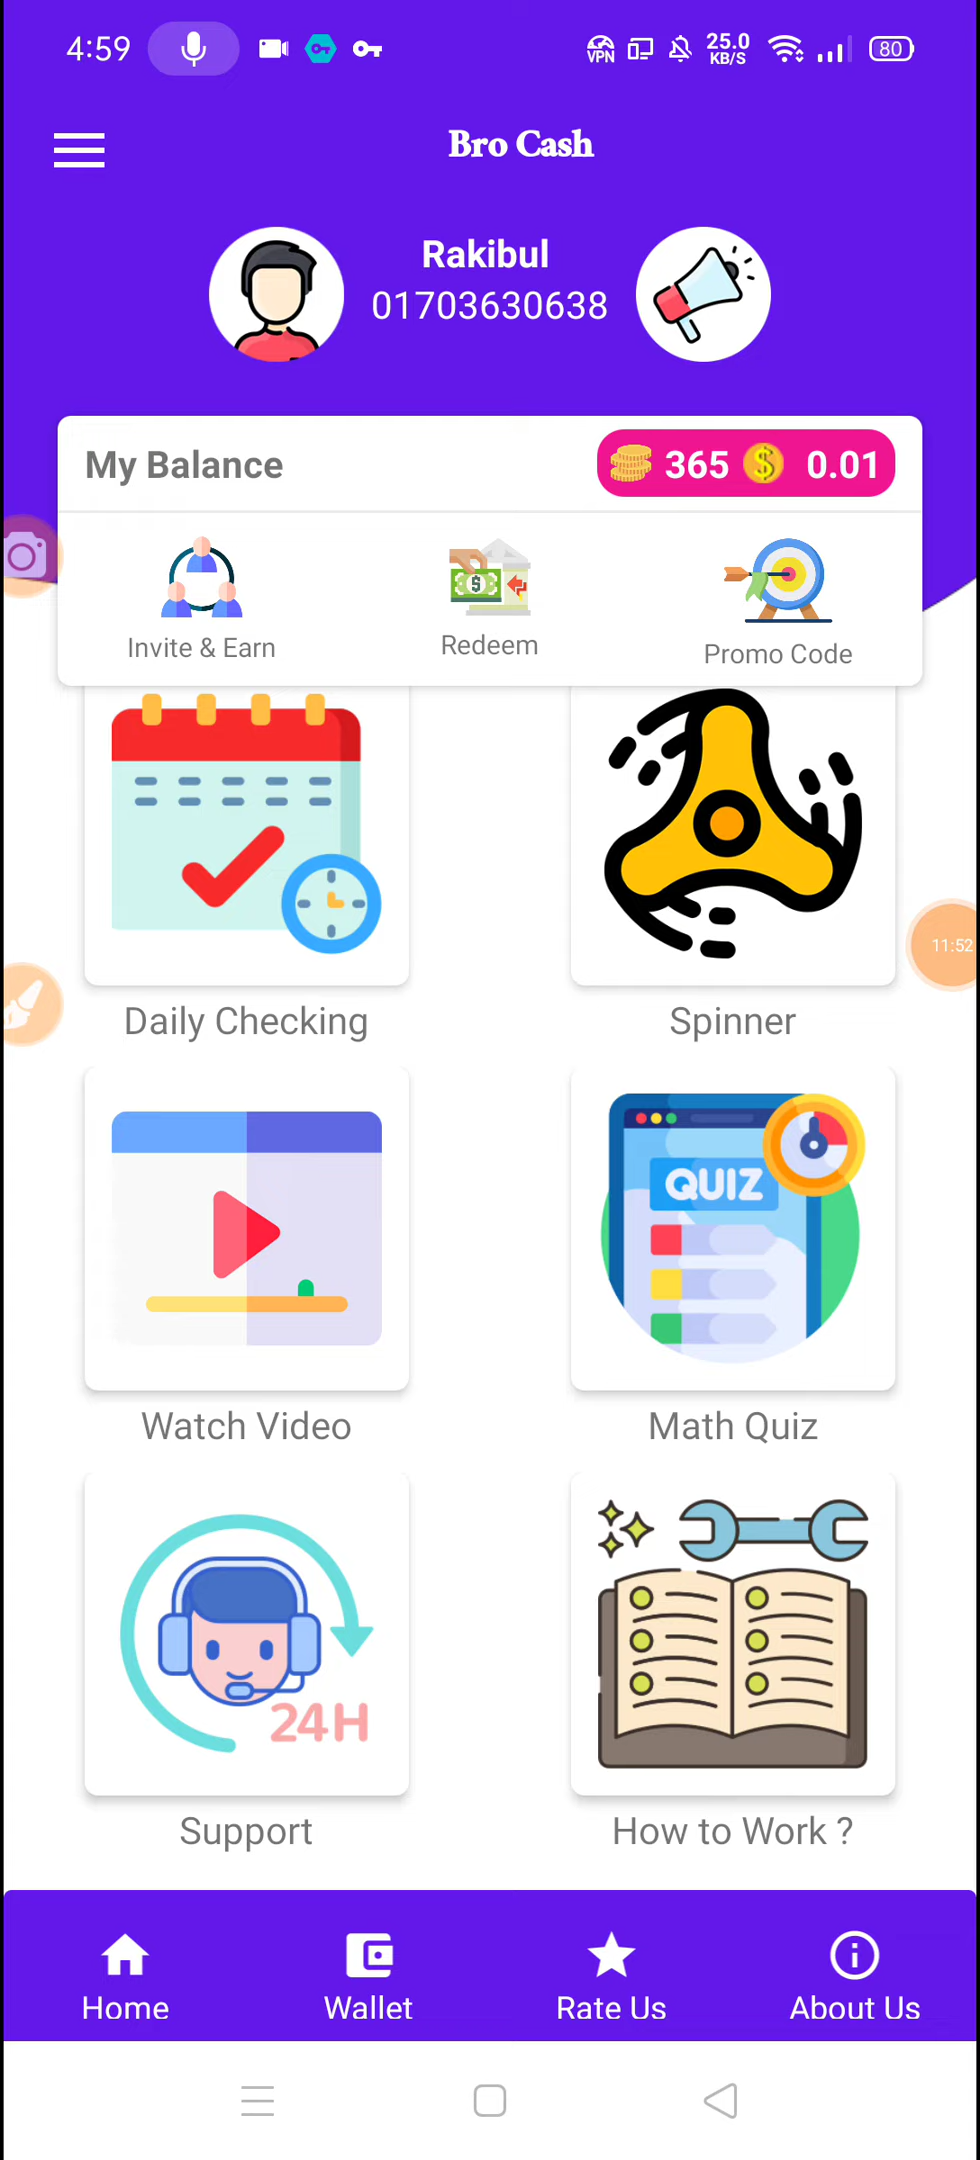 4:59
VPN
25.0
KB/S
80
Bro Cash
Rakibul
01703630638
My Balance
365
0.01
Invite & Earn
Redeem
Promo Code
Daily Checking
Spinner
11:52
QUIZ
Watch Video
Math Quiz
24H
Support
How to Work ?
Home
Wallet
Rate Us
About Us